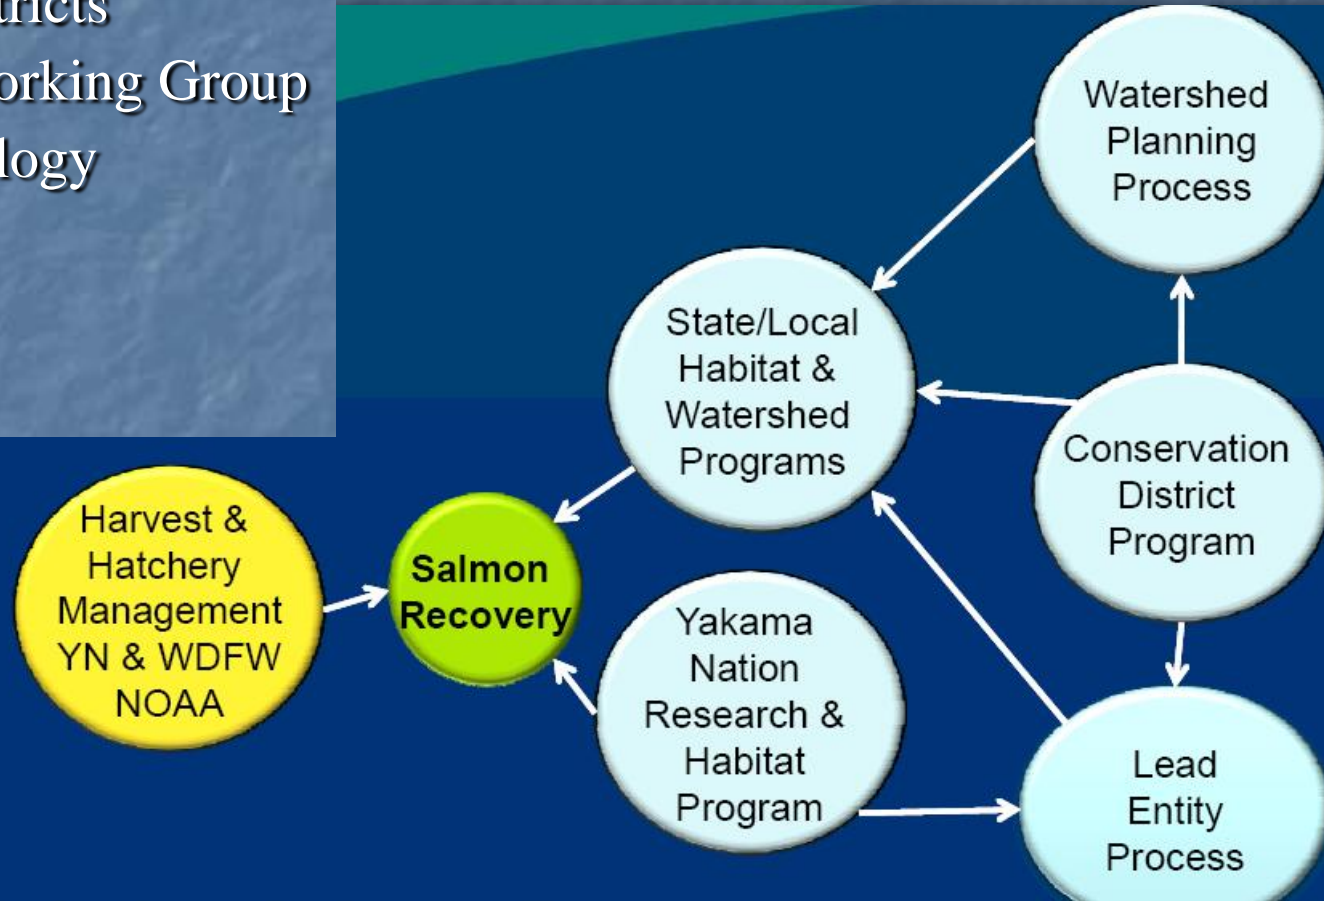 orking Group
Watershed
Planning
Process
State/Local
Habitat &
Watershed
Programs
Conservation
District
Program
Harvest &
Hatchery
Management
YN & WDFW
NOAA
Salmon
Recovery
Yakama
Nation
Research &
Habitat
Program
Lead
Entity
Process